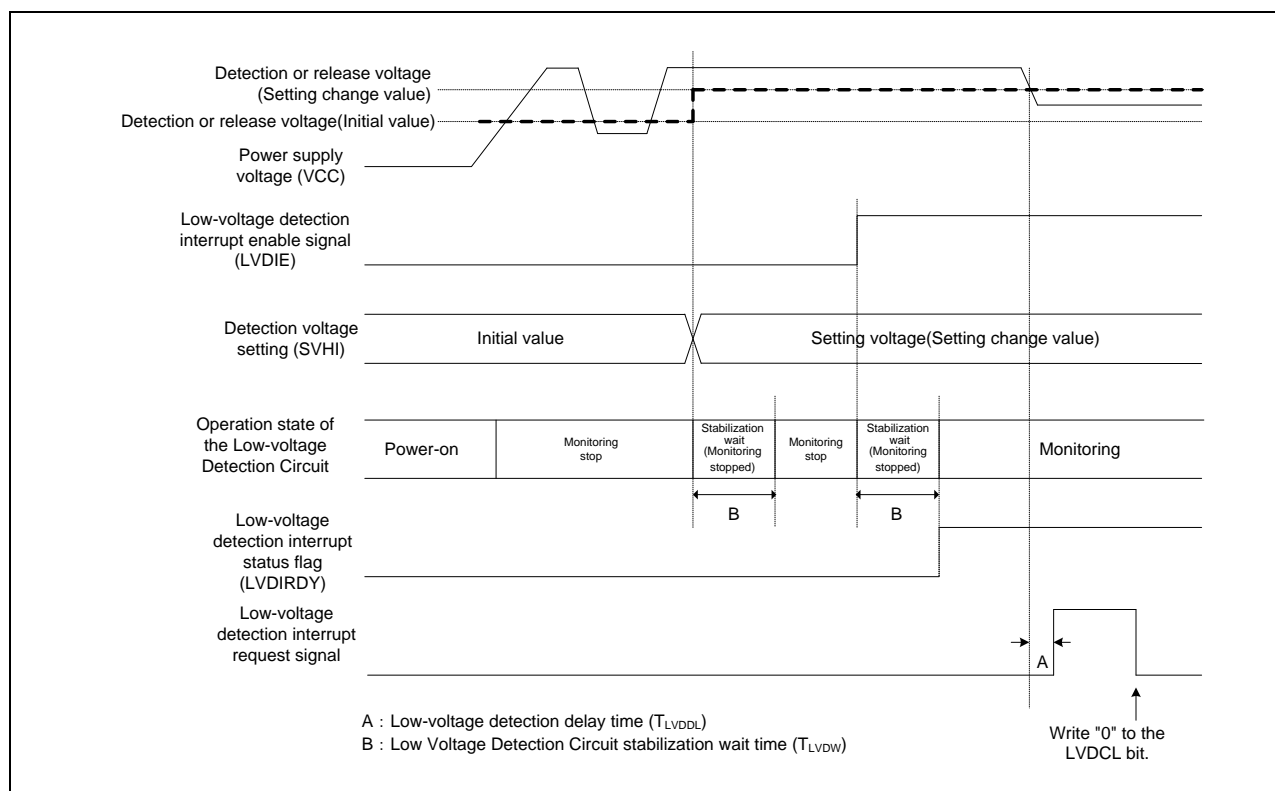 Detection or release voltage
(Setting change value)
Detection or release voltage(Initial value)
Power supply
voltage (VCC)
Low-voltage detection
interrupt enable signal
(LVDIE)
Detection voltage
setting (SVHI)
Initial value
Setting voltage(Setting change value)
Operation state of
the Low-voltage
Detection Circuit
Power-on
Monitoring
stop
Stabilization
wait
(Monitoring
stopped)
Monitoring
stop
Stabilization
wait
(Monitoring
stopped)
Monitoring
B
B
Low-voltage
detection interrupt
status flag
(LVDIRDY)
Low-voltage
detection interrupt
request signal
A
A : Low-voltage detection delay time (TLVDDL)
B : Low Voltage Detection Circuit stabilization wait time (TLVDW)
Write "0" to the
LVDCL bit.